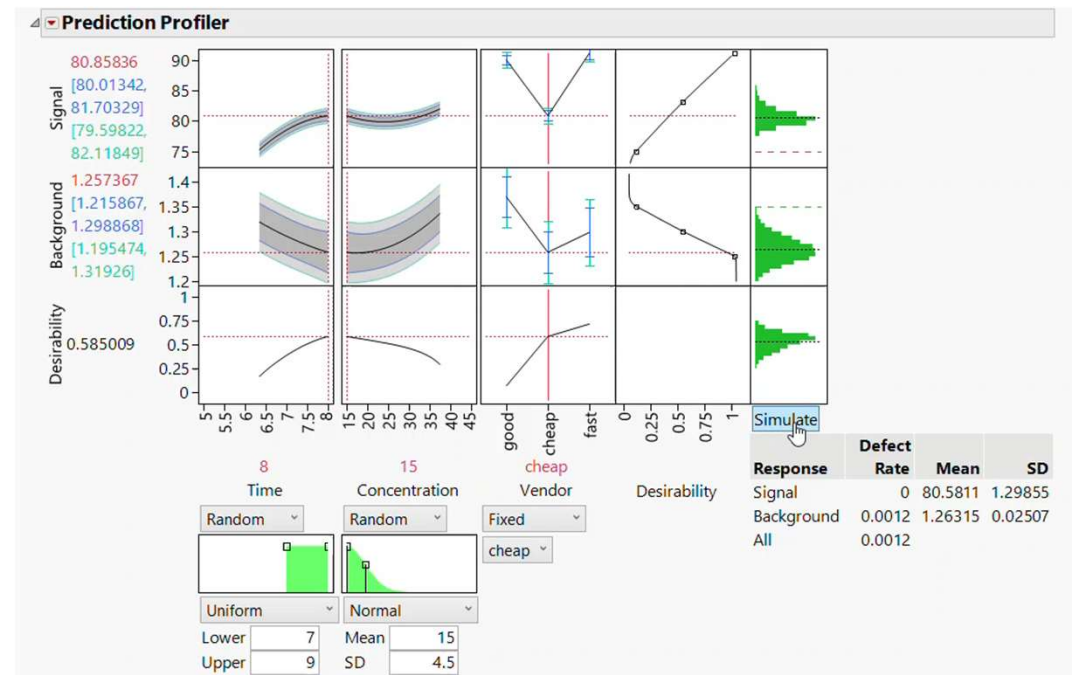 Prediction Profiler
Signal
80.85836
[80.01342,
81.70329]
[79.59822,
82.11849]
90
85
80
75
Background
1.257367
[1.215867,
1.298868]
[1.195474,
1.31926]
1.4
1.35
1.3
1.25
1.2
Desirability
0.585009
1
0.75
0.5
0.25
0
5 5.5 6 6.5 7 7.5 8
15 20 25 30 35 40 45
good cheap fast
0 0.25 0.5 0.75 1
Simulate
8 15 cheap
Time Concentration Vendor Desirability
Random Random Fixed
cheap
Uniform Normal
Lower 7 Mean 15
Upper 9 SD 4.5
Defect
Response Rate Mean SD
Signal 0 80.5811 1.29855
Background 0.0012 1.26315 0.02507
All 0.0012